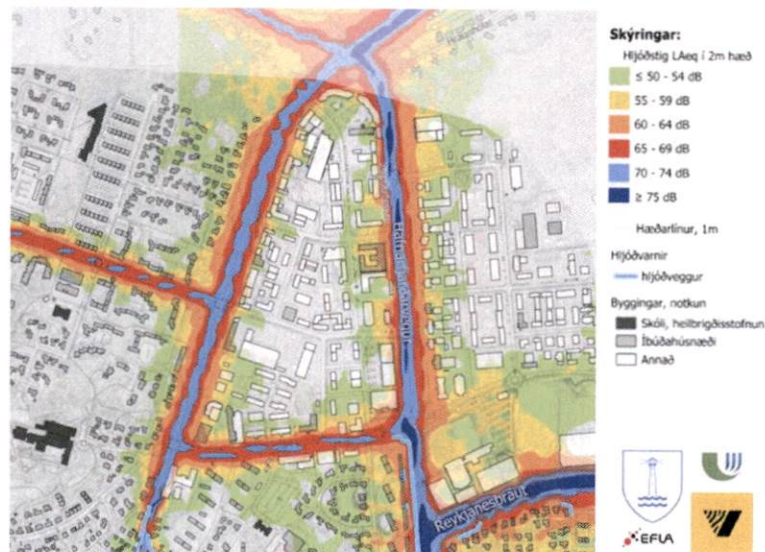 Skýringar:
Hljóðstig LAeq í 2m hæð
≤ 50 - 54 dB
55 - 59 dB
60 - 64 dB
65 - 69 dB
70 - 74 dB
≥ 75 dB
Hæðarlínur, 1m
Hljóðvarnir
hljóðveggur
Byggingar, notkun
Skóli, heilbrigðisstofnun
Íbúðahúsnæði
Annað
Hafnarfjarðarvegur
Reykjanesbraut
EFLA